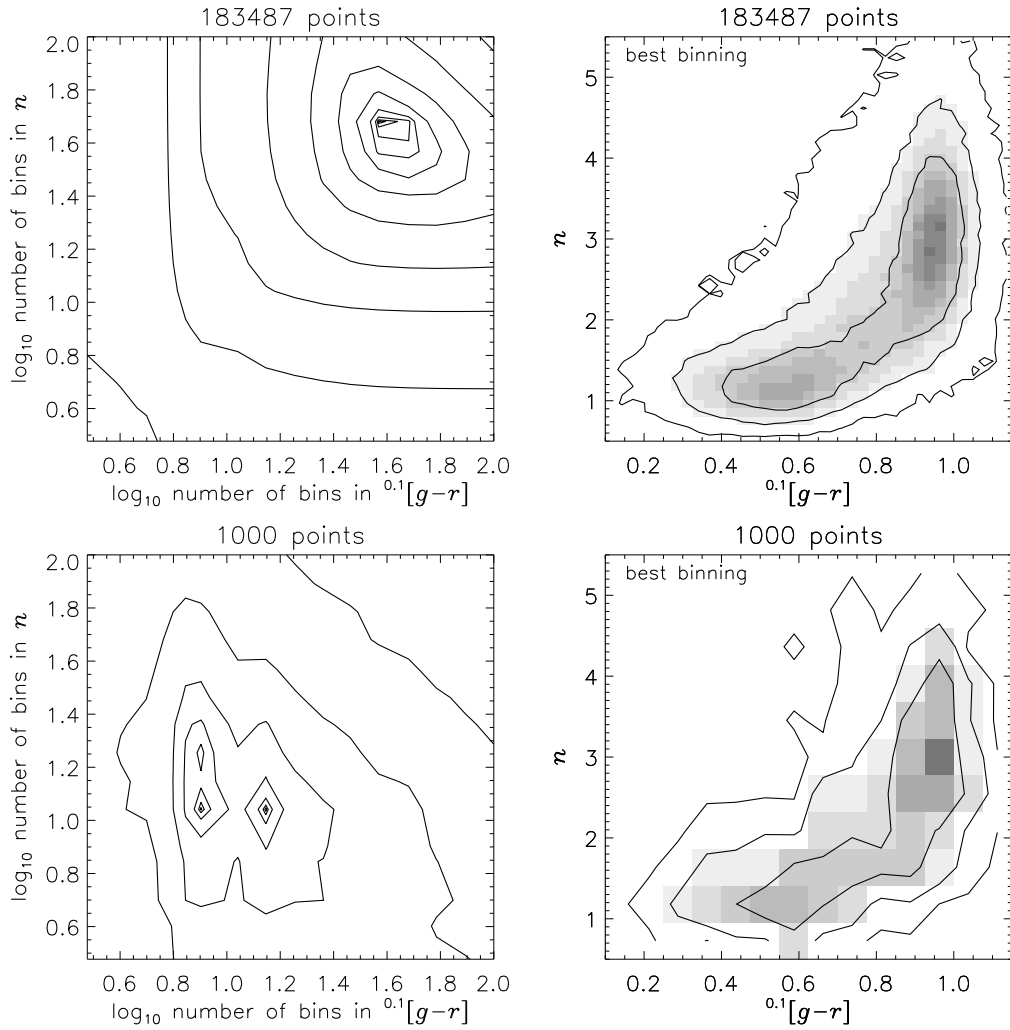 183487 points
2.0
1.8
1.6
1.4
1.2
1.0
0.8
0.6
log₁₀ number of bins in n
0.6 0.8 1.0 1.2 1.4 1.6 1.8 2.0
log₁₀ number of bins in ⁰·¹[g−r]
183487 points
best binning
5
4
3
2
1
n
0.2 0.4 0.6 0.8 1.0
⁰·¹[g−r]
1000 points
2.0
1.8
1.6
1.4
1.2
1.0
0.8
0.6
log₁₀ number of bins in n
0.6 0.8 1.0 1.2 1.4 1.6 1.8 2.0
log₁₀ number of bins in ⁰·¹[g−r]
1000 points
best binning
5
4
3
2
1
n
0.2 0.4 0.6 0.8 1.0
⁰·¹[g−r]